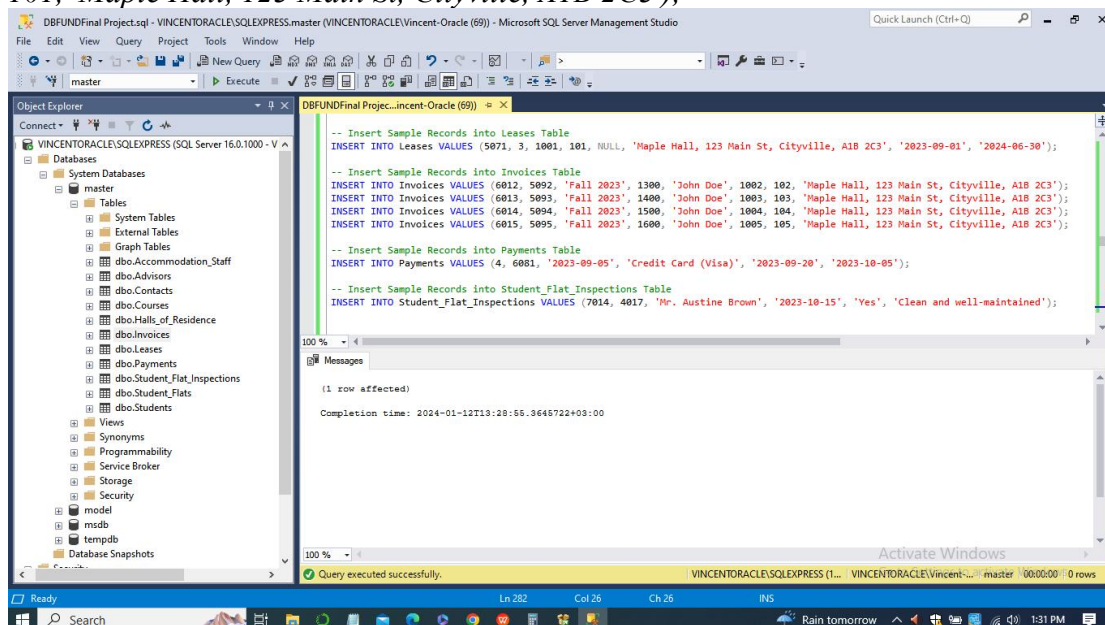 101, 'Maple Hall, 123 Main St, Cityville, A1B 2C3');
DBFUNDFinal Project.sql - VINCENTORACLE\SQLEXPRESS.master (VINCENTORACLE\Vincent-Oracle (69)) - Microsoft SQL Server Management Studio
Quick Launch (Ctrl+Q)
File Edit View Query Project Tools Window Help
New Query
master
Execute
Object Explorer
DBFUNDFinal Projec...incent-Oracle (69))
Connect
VINCENTORACLE\SQLEXPRESS (SQL Server 16.0.1000 - V
Databases
System Databases
master
Tables
System Tables
External Tables
Graph Tables
dbo.Accommodation_Staff
dbo.Advisors
dbo.Contacts
dbo.Courses
dbo.Halls_of_Residence
dbo.Invoices
dbo.Leases
dbo.Payments
dbo.Student_Flat_Inspections
dbo.Student_Flats
dbo.Students
Views
Synonyms
Programmability
Service Broker
Storage
Security
model
msdb
tempdb
Database Snapshots
-- Insert Sample Records into Leases Table
INSERT INTO Leases VALUES (5071, 3, 1001, 101, NULL, 'Maple Hall, 123 Main St, Cityville, A1B 2C3', '2023-09-01', '2024-06-30');
-- Insert Sample Records into Invoices Table
INSERT INTO Invoices VALUES (6012, 5092, 'Fall 2023', 1300, 'John Doe', 1002, 102, 'Maple Hall, 123 Main St, Cityville, A1B 2C3');
INSERT INTO Invoices VALUES (6013, 5093, 'Fall 2023', 1400, 'John Doe', 1003, 103, 'Maple Hall, 123 Main St, Cityville, A1B 2C3');
INSERT INTO Invoices VALUES (6014, 5094, 'Fall 2023', 1500, 'John Doe', 1004, 104, 'Maple Hall, 123 Main St, Cityville, A1B 2C3');
INSERT INTO Invoices VALUES (6015, 5095, 'Fall 2023', 1600, 'John Doe', 1005, 105, 'Maple Hall, 123 Main St, Cityville, A1B 2C3');
-- Insert Sample Records into Payments Table
INSERT INTO Payments VALUES (4, 6081, '2023-09-05', 'Credit Card (Visa)', '2023-09-20', '2023-10-05');
-- Insert Sample Records into Student_Flat_Inspections Table
INSERT INTO Student_Flat_Inspections VALUES (7014, 4017, 'Mr. Austine Brown', '2023-10-15', 'Yes', 'Clean and well-maintained');
100 %
Messages
(1 row affected)
Completion time: 2024-01-12T13:28:55.3645722+03:00
100 %
Activate Windows
Query executed successfully.
VINCENTORACLE\SQLEXPRESS (1... VINCENTORACLE\Vincent-... master 00:00:00 0 rows
Ready Ln 282 Col 26 Ch 26 INS
Search Rain tomorrow 1:31 PM